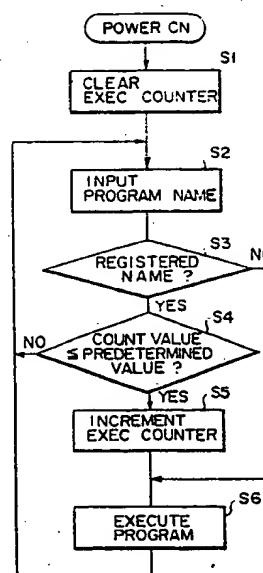 POWER CN
S1
CLEAR
EXEC COUNTER
S2
INPUT
PROGRAM NAME
S3
REGISTERED
NAME ?
YES
S4
NO
COUNT VALUE
≦ PREDETERMINED
VALUE ?
YES
S5
INCREMENT
EXEC COUNTER
S6
EXECUTE
PROGRAM